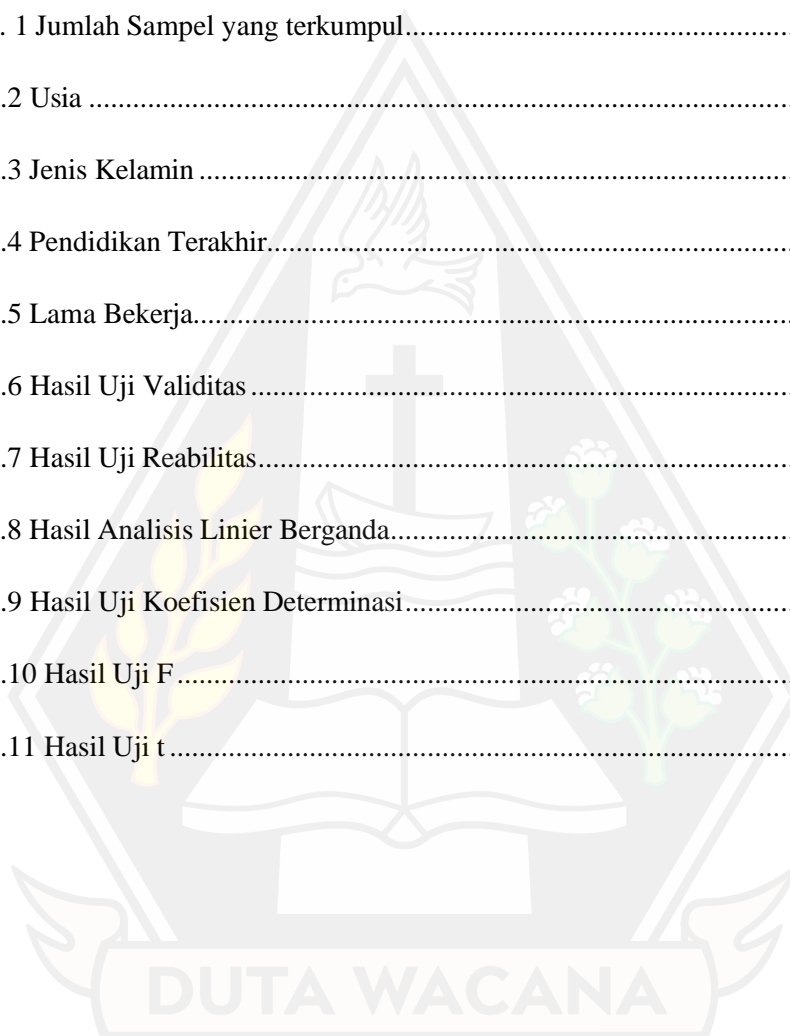 . 1 Jumlah Sampel yang terkumpul........................................................
.2 Usia ....................................................................................................
.3 Jenis Kelamin .....................................................................................
.4 Pendidikan Terakhir...........................................................................
.5 Lama Bekerja.....................................................................................
.6 Hasil Uji Validitas .............................................................................
.7 Hasil Uji Reabilitas............................................................................
.8 Hasil Analisis Linier Berganda..........................................................
.9 Hasil Uji Koefisien Determinasi........................................................
.10 Hasil Uji F ........................................................................................
.11 Hasil Uji t .........................................................................................
DUTA WACANA